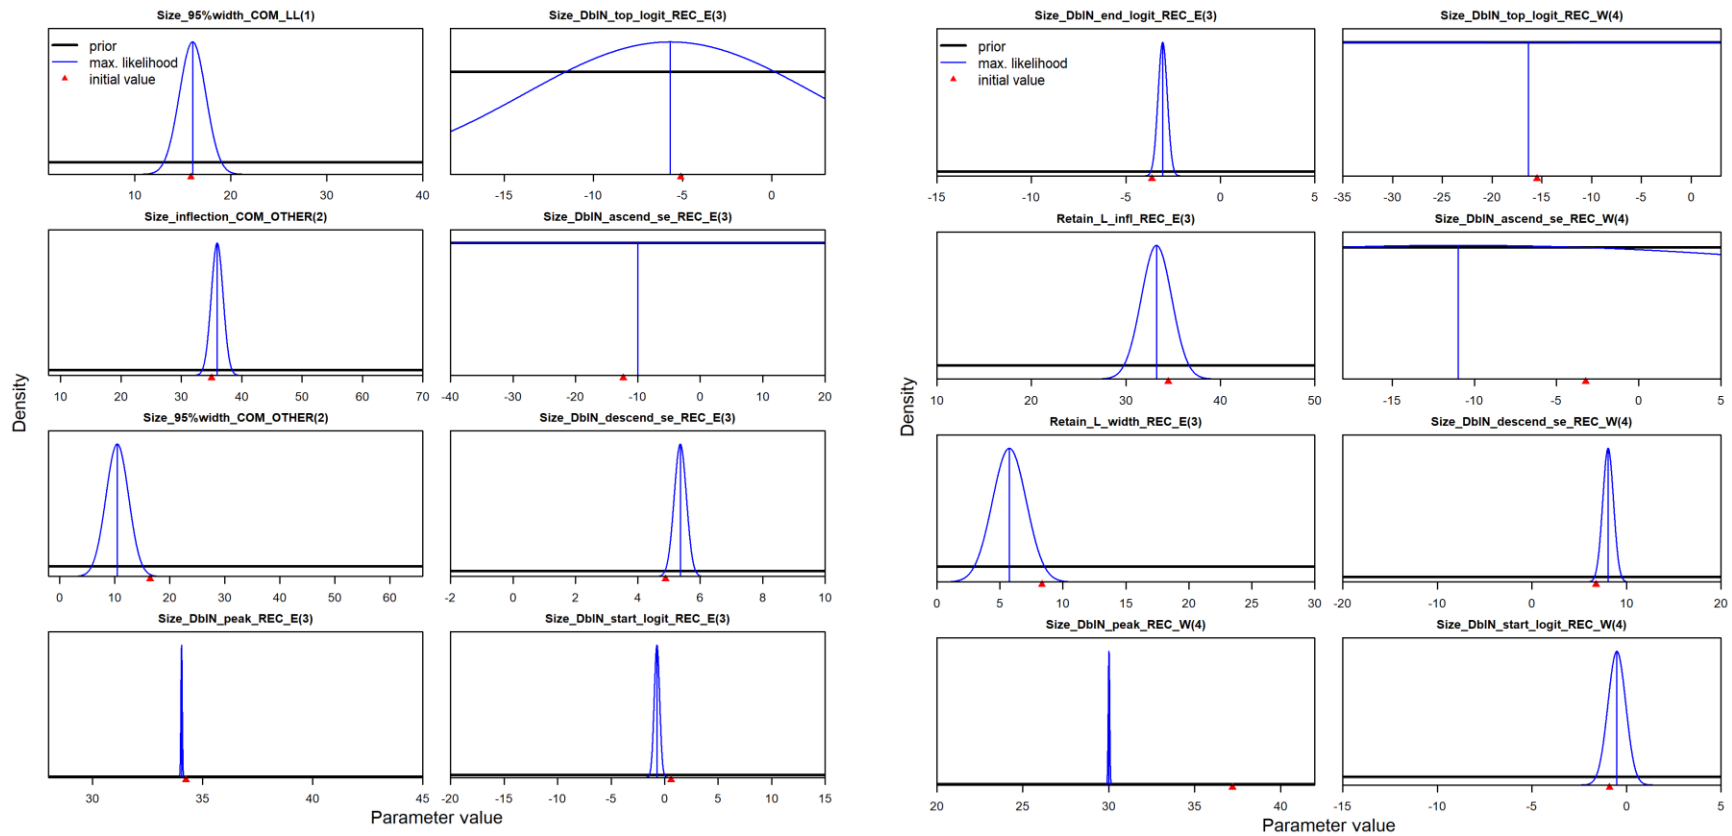 Size_95%width_COM_LL(1)
prior
max. likelihood
initial value
10 20 30 40
Size_DblN_top_logit_REC_E(3)
-15 -10 -5 0
Size_inflection_COM_OTHER(2)
10 20 30 40 50 60 70
Size_DblN_ascend_se_REC_E(3)
-40 -30 -20 -10 0 10 20
Size_95%width_COM_OTHER(2)
0 10 20 30 40 50 60
Size_DblN_descend_se_REC_E(3)
-2 0 2 4 6 8 10
Size_DblN_peak_REC_E(3)
30 35 40 45
Size_DblN_start_logit_REC_E(3)
-20 -15 -10 -5 0 5 10 15
Density
Parameter value
Size_DblN_end_logit_REC_E(3)
prior
max. likelihood
initial value
-15 -10 -5 0 5
Size_DblN_top_logit_REC_W(4)
-35 -30 -25 -20 -15 -10 -5 0
Retain_L_infl_REC_E(3)
10 20 30 40 50
Size_DblN_ascend_se_REC_W(4)
-15 -10 -5 0 5
Retain_L_width_REC_E(3)
0 5 10 15 20 25 30
Size_DblN_descend_se_REC_W(4)
-20 -10 0 10 20
Size_DblN_peak_REC_W(4)
20 25 30 35 40
Size_DblN_start_logit_REC_W(4)
-15 -10 -5 0 5
Density
Parameter value